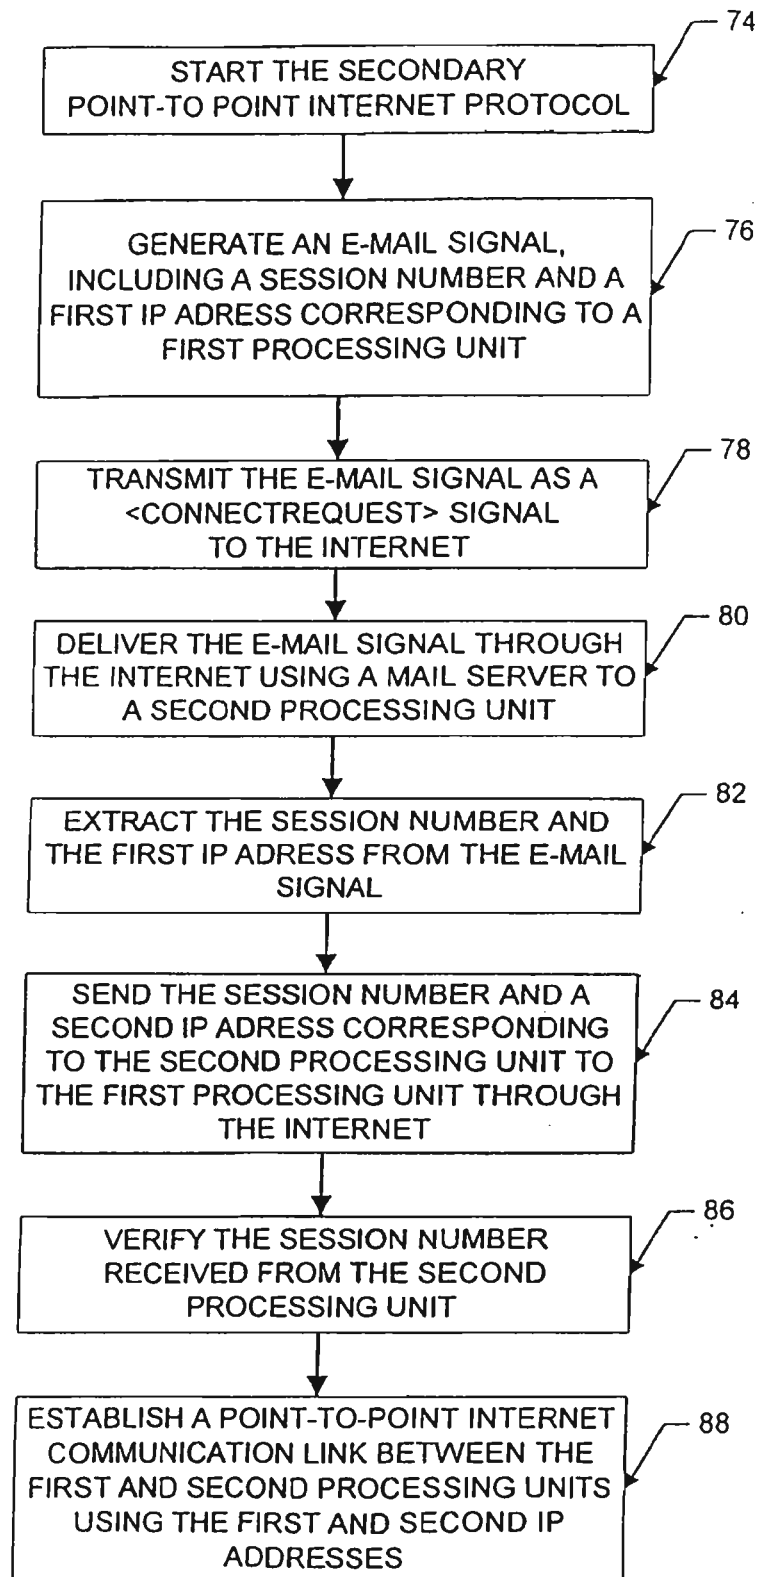 74
START THE SECONDARY
POINT-TO POINT INTERNET PROTOCOL
76
GENERATE AN E-MAIL SIGNAL,
INCLUDING A SESSION NUMBER AND A
FIRST IP ADRESS CORRESPONDING TO A
FIRST PROCESSING UNIT
78
TRANSMIT THE E-MAIL SIGNAL AS A
<CONNECTREQUEST> SIGNAL
TO THE INTERNET
80
DELIVER THE E-MAIL SIGNAL THROUGH
THE INTERNET USING A MAIL SERVER TO
A SECOND PROCESSING UNIT
82
EXTRACT THE SESSION NUMBER AND
THE FIRST IP ADRESS FROM THE E-MAIL
SIGNAL
84
SEND THE SESSION NUMBER AND A
SECOND IP ADRESS CORRESPONDING
TO THE SECOND PROCESSING UNIT TO
THE FIRST PROCESSING UNIT THROUGH
THE INTERNET
86
VERIFY THE SESSION NUMBER
RECEIVED FROM THE SECOND
PROCESSING UNIT
88
ESTABLISH A POINT-TO-POINT INTERNET
COMMUNICATION LINK BETWEEN THE
FIRST AND SECOND PROCESSING UNITS
USING THE FIRST AND SECOND IP
ADDRESSES